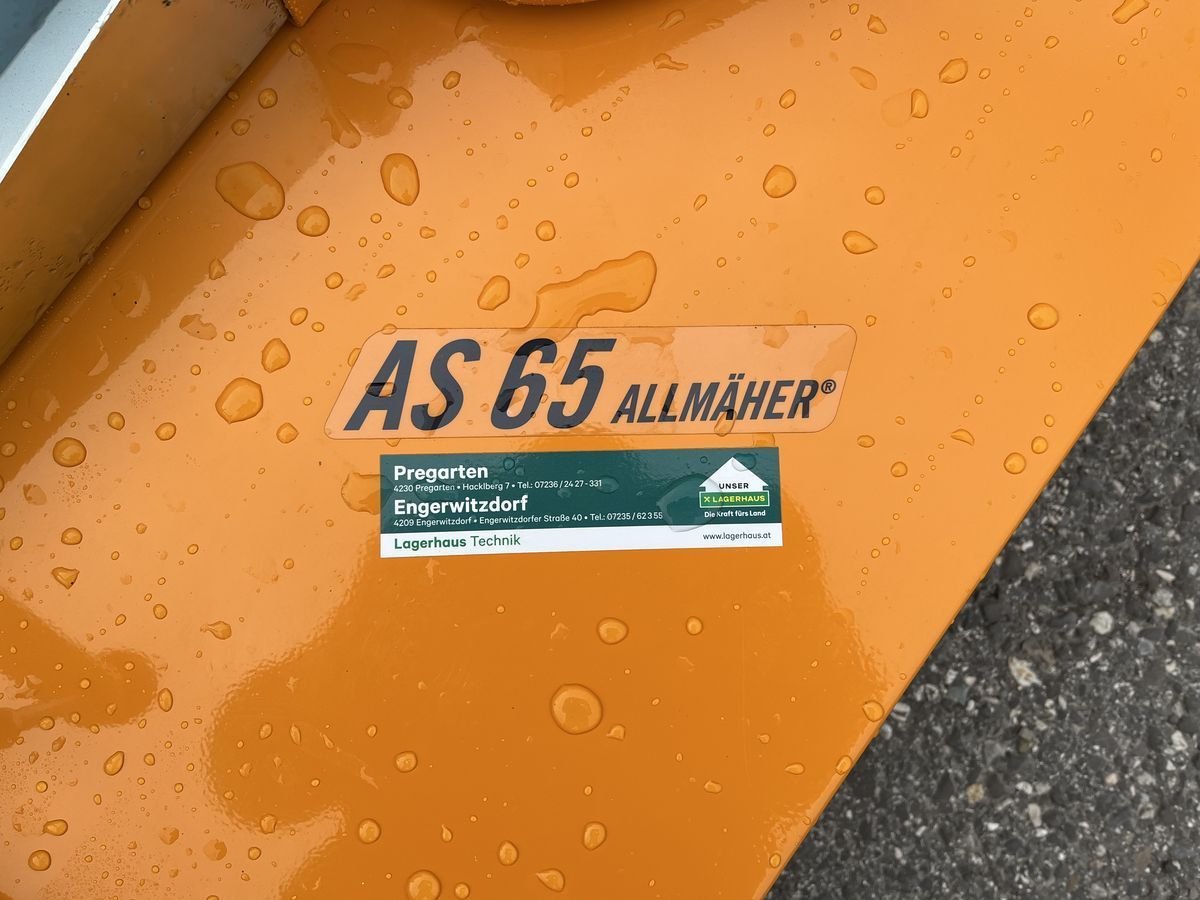 AS 65 ALLMÄHER®
Pregarten
4230 Pregarten • Hacklberg 7 • Tel.: 07236 / 24 27 - 331
Engerwitzdorf
4209 Engerwitzdorf • Engerwitzdorfer Straße 40 • Tel.: 07235 / 62 3 55
Lagerhaus Technik
UNSER
X LAGERHAUS
Die Kraft fürs Land
www.lagerhaus.at